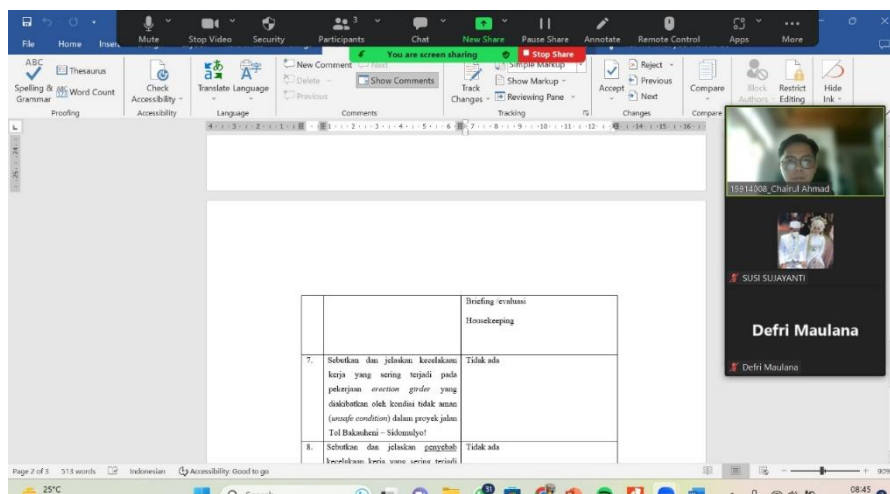 Mute
Stop Video
Security
Participants
3
Chat
New Share
Pause Share
Annotate
Remote Control
Apps
More
File
Home
You are screen sharing
Stop Share
ABC
Spelling &
Grammar
Thesaurus
Word Count
Proofing
Check
Accessibility
Accessibility
Translate
Language
Language
New Comment
Delete
Previous
Next
Show Comments
Comments
Track
Changes
Simple Markup
Show Markup
Reviewing Pane
Tracking
Accept
Reject
Previous
Next
Changes
Compare
Compare
Block
Authors
Restrict
Editing
Hide
Ink
15914008_Chairul Ahmad
SUSI SUJAYANTI
Defri Maulana
Defri Maulana
Briefing /evaluasi
Housekeeping
7. Sebutkan dan jelaskan kecelakaan Tidak ada
kerja yang sering terjadi pada
pekerjaan erection girder yang
diakibatkan oleh kondisi tidak aman
(unsafe condition) dalam proyek jalan
Tol Bakauheni – Sidomulyo!
8. Sebutkan dan jelaskan penyebab Tidak ada
kecelakaan kerja yang sering terjadi
Page 2 of 3 513 words Indonesian Accessibility: Good to go 90%
25°C
08:45